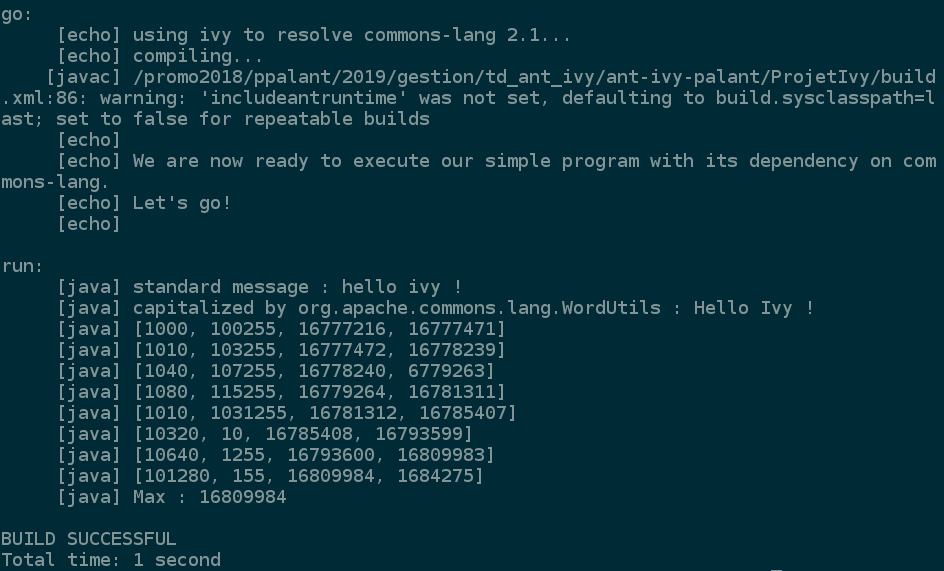 go:
[echo] using ivy to resolve commons-lang 2.1...
[echo] compiling...
[javac] /promo2018/ppalant/2019/gestion/td_ant_ivy/ant-ivy-palant/ProjetIvy/build
.xml:86: warning: 'includeantruntime' was not set, defaulting to build.sysclasspath=l
ast; set to false for repeatable builds
[echo]
[echo] We are now ready to execute our simple program with its dependency on com
mons-lang.
[echo] Let's go!
[echo]
run:
[java] standard message : hello ivy !
[java] capitalized by org.apache.commons.lang.WordUtils : Hello Ivy !
[java] [1000, 100255, 16777216, 16777471]
[java] [1010, 103255, 16777472, 16778239]
[java] [1040, 107255, 16778240, 6779263]
[java] [1080, 115255, 16779264, 16781311]
[java] [1010, 1031255, 16781312, 16785407]
[java] [10320, 10, 16785408, 16793599]
[java] [10640, 1255, 16793600, 16809983]
[java] [101280, 155, 16809984, 1684275]
[java] Max : 16809984
BUILD SUCCESSFUL
Total time: 1 second